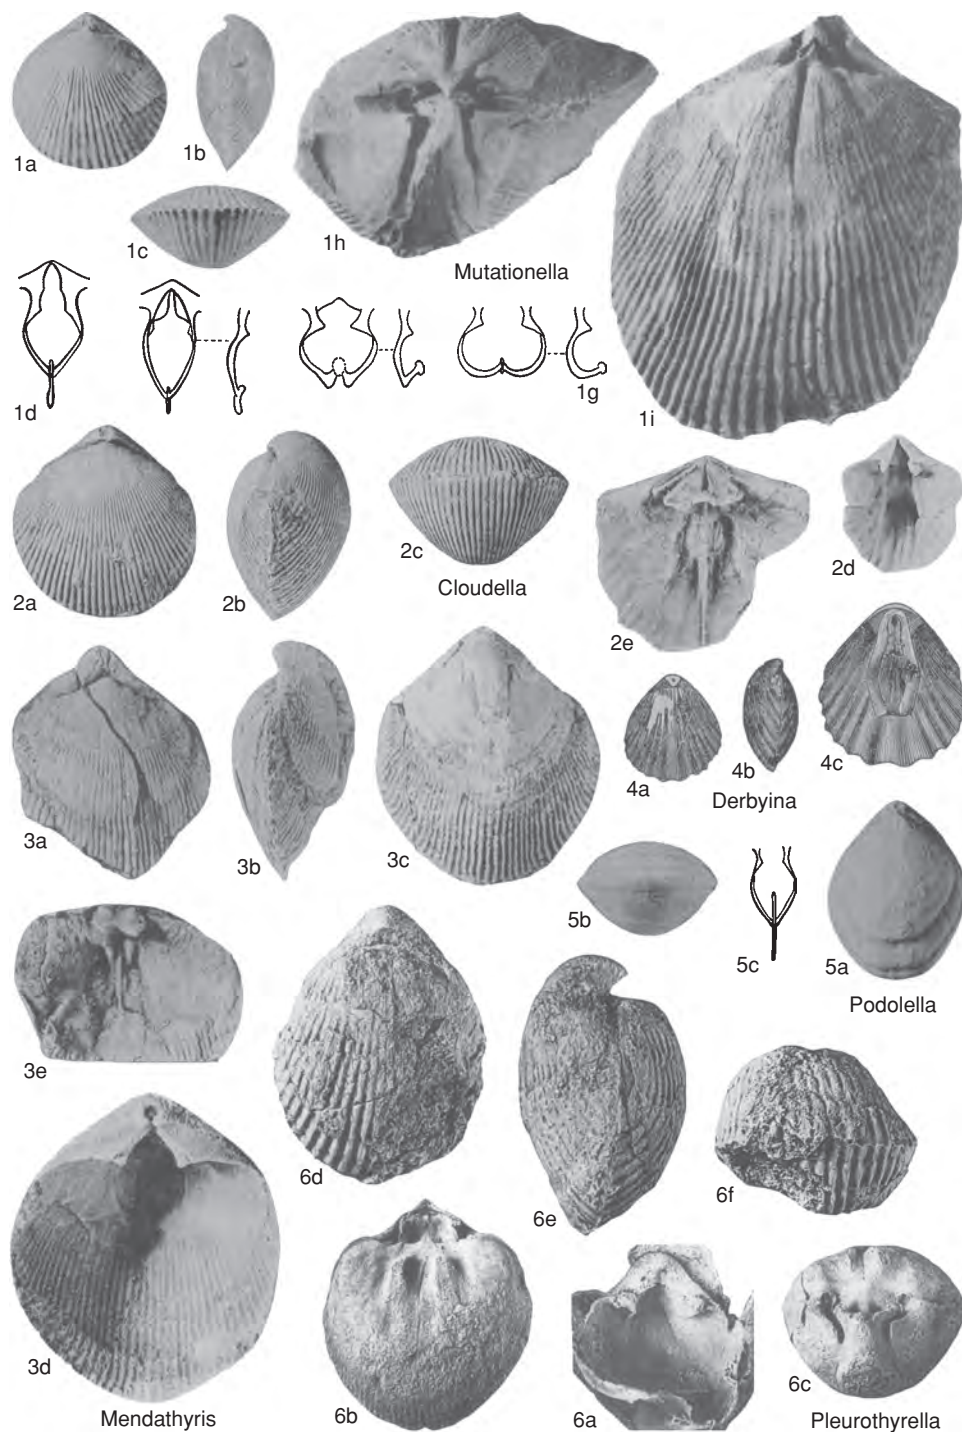 1a
1b
1c
1h
Mutationella
1d
1g
1i
2a
2b
2c
Cloudella
2e
2d
3a
3b
3c
4a
4b
4c
Derbyina
5b
5c
5a
Podolella
3e
6d
6e
6f
3d
Mendathyris
6b
6a
6c
Pleurothyrella